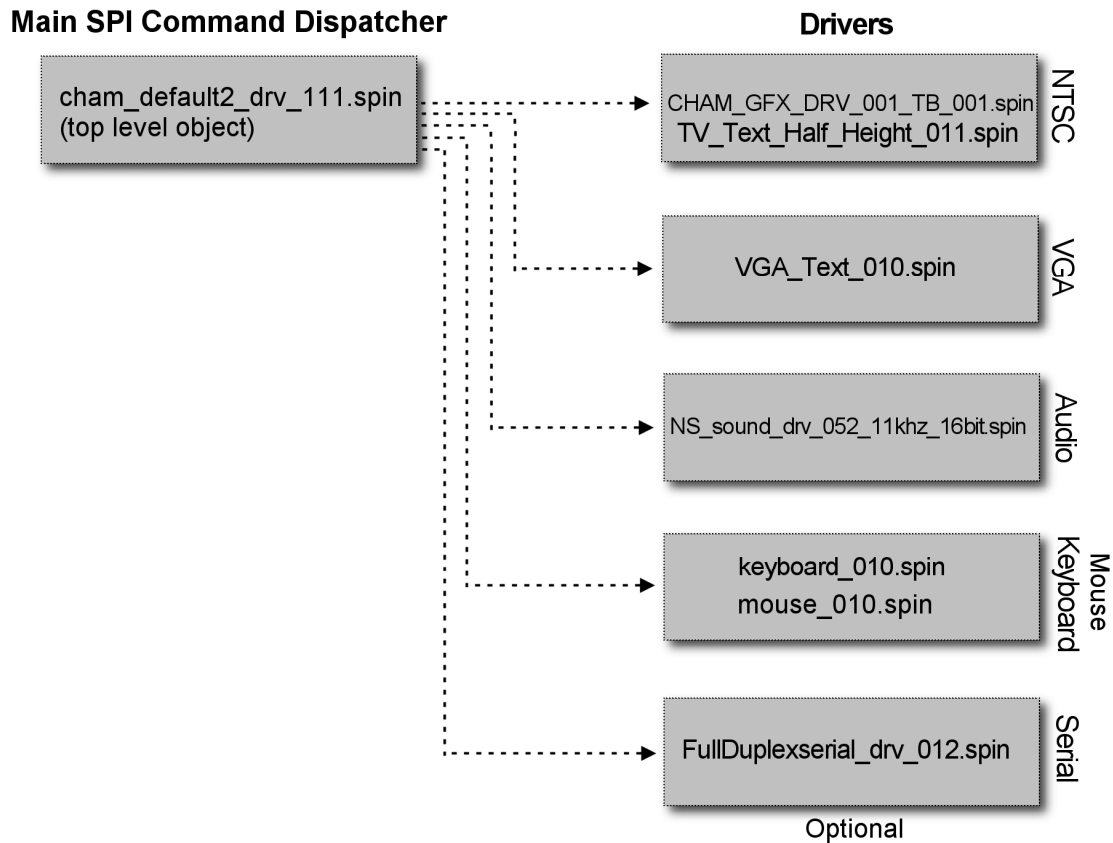 Main SPI Command Dispatcher
Drivers
cham_default2_drv_111.spin
(top level object)
CHAM_GFX_DRV_001_TB_001.spin
TV_Text_Half_Height_011.spin
NTSC
VGA_Text_010.spin
VGA
NS_sound_drv_052_11khz_16bit.spin
Audio
keyboard_010.spin
mouse_010.spin
Mouse
Keyboard
FullDuplexserial_drv_012.spin
Serial
Optional